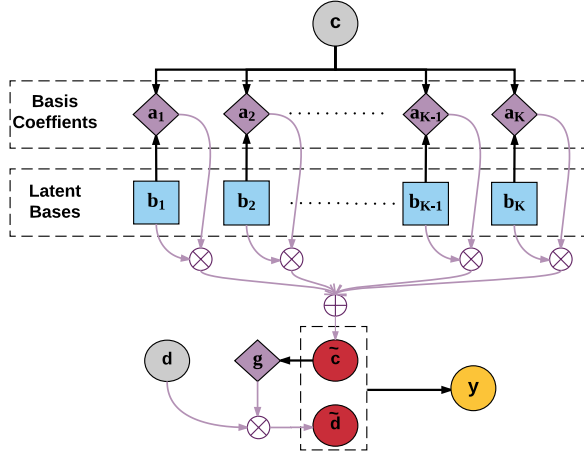 c
Basis
Coeffients
a1 a2 ........... aK-1 aK
Latent
Bases
b1 b2 ........... bK-1 bK
d g c̃ y
d̃